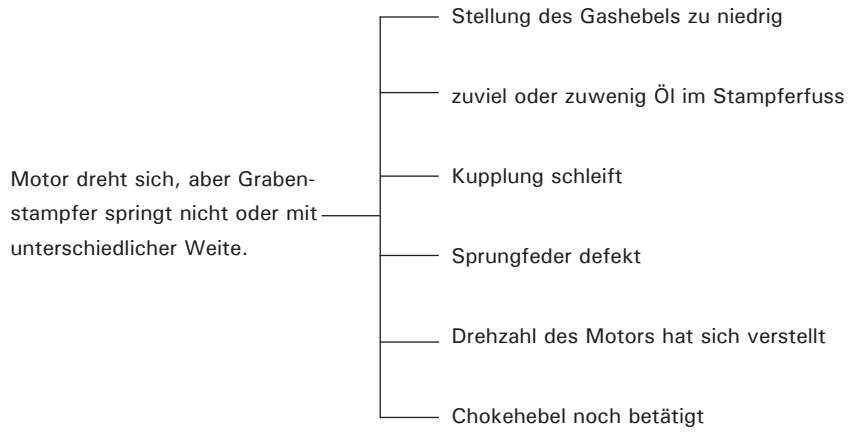 Motor dreht sich, aber Graben-
stampfer springt nicht oder mit
unterschiedlicher Weite.
Stellung des Gashebels zu niedrig
zuviel oder zuwenig Öl im Stampferfuss
Kupplung schleift
Sprungfeder defekt
Drehzahl des Motors hat sich verstellt
Chokehebel noch betätigt